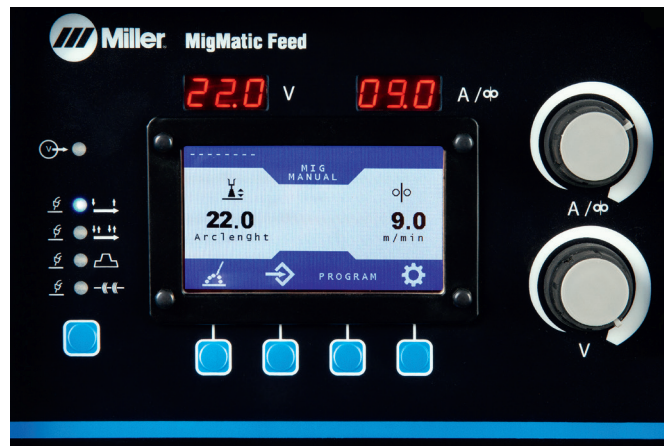 Miller MigMatic Feed
22.0 V 09.0 A /
V
MIG
MANUAL
22.0 9.0
Arclenght m/min
PROGRAM
A /
V